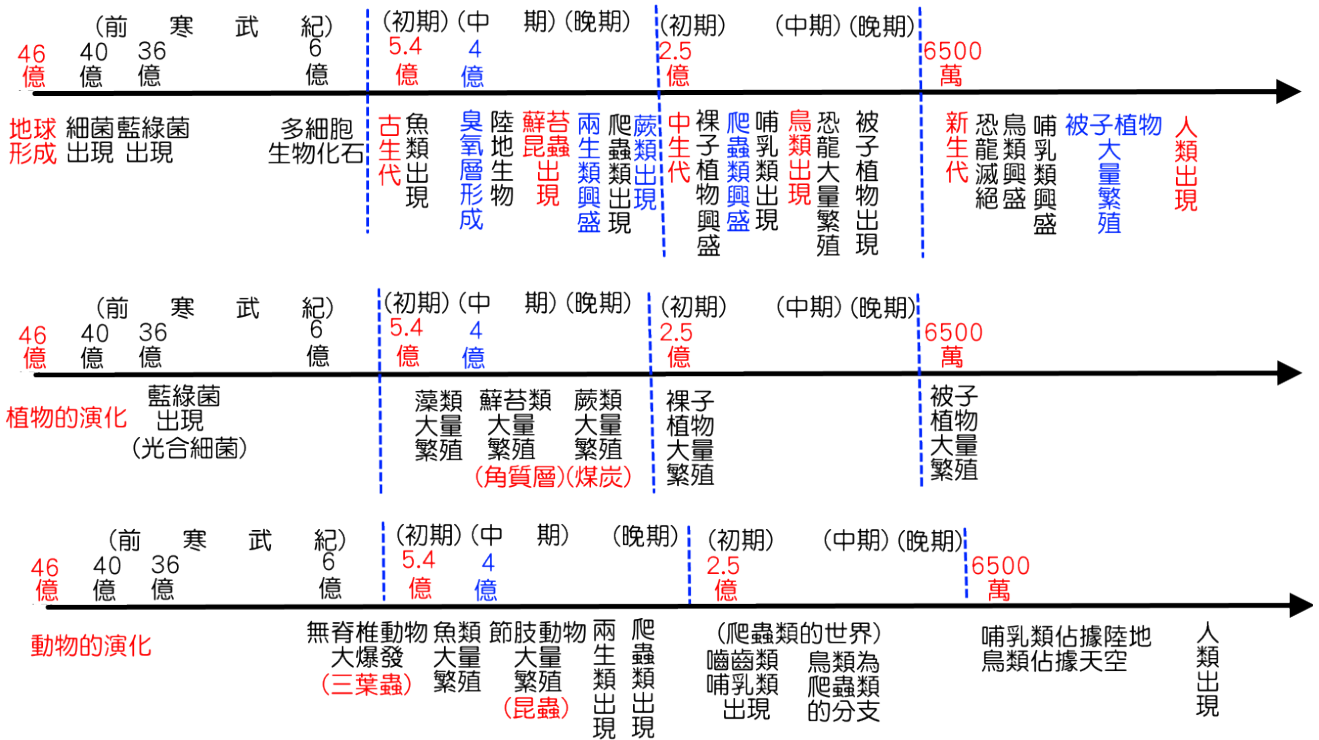 (前寒武紀) (初期) (中期) (晚期) (初期) (中期) (晚期)
46億 40億 36億 6億 5.4億 4億 2.5億 6500萬
地球形成
細菌出現
藍綠菌出現
多細胞生物化石
古生代
魚類出現
臭氧層形成
陸地生物
蘚苔
昆蟲出現
兩生類興盛
爬蟲類出現
蕨類出現
中生代
裸子植物興盛
爬蟲類興盛
哺乳類出現
鳥類出現
恐龍大量繁殖
被子植物出現
新生代
恐龍滅絕
鳥類興盛
哺乳類興盛
被子植物大量繁殖
人類出現
(前寒武紀) (初期) (中期) (晚期) (初期) (中期) (晚期)
46億 40億 36億 6億 5.4億 4億 2.5億 6500萬
植物的演化
藍綠菌出現
(光合細菌)
藻類大量繁殖
蘚苔類大量繁殖
(角質層)
蕨類大量繁殖
(煤炭)
裸子植物大量繁殖
被子植物大量繁殖
(前寒武紀) (初期) (中期) (晚期) (初期) (中期) (晚期)
46億 40億 36億 6億 5.4億 4億 2.5億 6500萬
動物的演化
無脊椎動物大爆發
(三葉蟲)
魚類大量繁殖
節肢動物大量繁殖
(昆蟲)
兩生類出現
爬蟲類出現
(爬蟲類的世界)
嚙齒類哺乳類出現
鳥類為爬蟲類的分支
哺乳類佔據陸地
鳥類佔據天空
人類出現